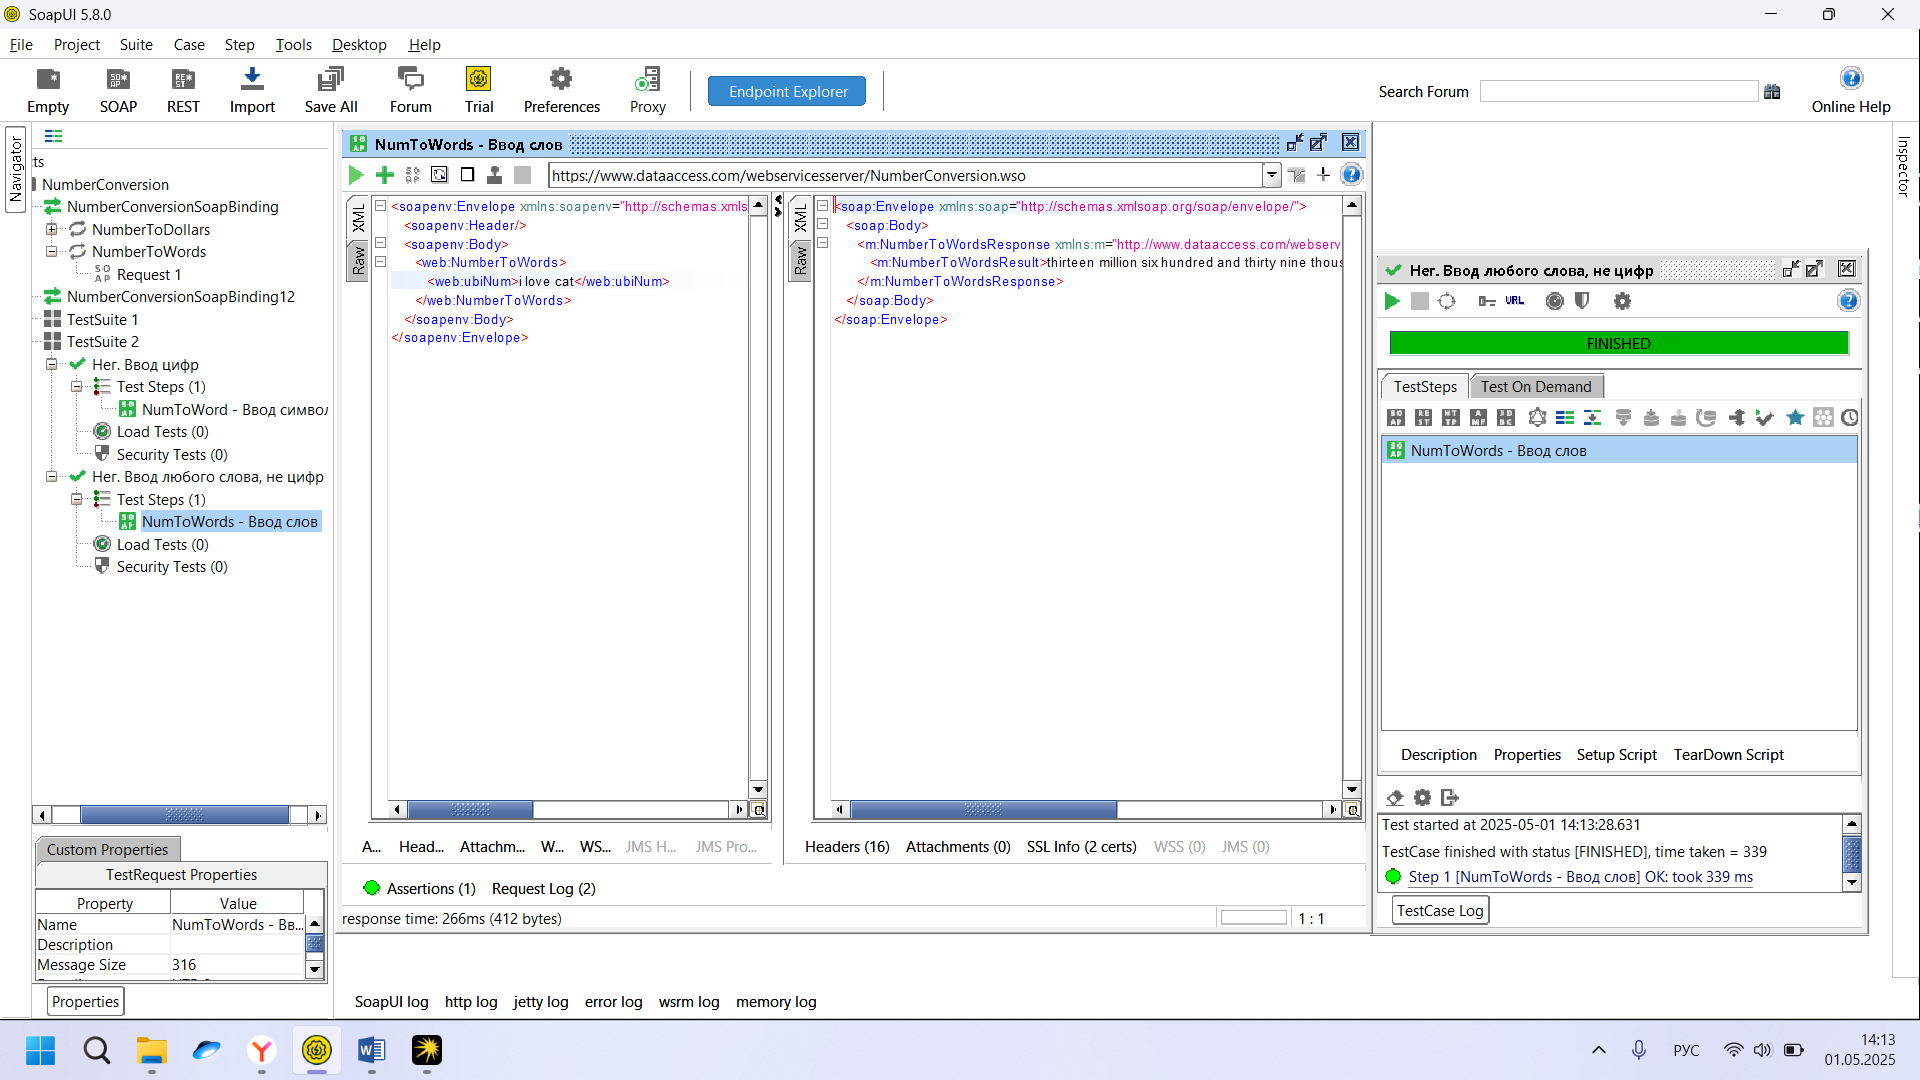 SoapUI 5.8.0
File Project Suite Case Step Tools Desktop Help
Empty SOAP REST Import Save All Forum Trial Preferences Proxy Endpoint Explorer Search Forum Online Help
Navigator
Inspector
cts
NumberConversion
NumberConversionSoapBinding
NumberToDollars
NumberToWords
Request 1
NumberConversionSoapBinding12
TestSuite 1
TestSuite 2
Нег. Ввод цифр
Test Steps (1)
NumToWord - Ввод символ
Load Tests (0)
Security Tests (0)
Нег. Ввод любого слова, не цифр
Test Steps (1)
NumToWords - Ввод слов
Load Tests (0)
Security Tests (0)
Custom Properties
TestRequest Properties
Property Value
Name NumToWords - Вв...
Description
Message Size 316
Properties
NumToWords - Ввод слов
https://www.dataaccess.com/webservicesserver/NumberConversion.wso
XML
Raw
<soapenv:Envelope xmlns:soapenv="http://schemas.xmls
<soapenv:Header/>
<soapenv:Body>
<web:NumberToWords>
<web:ubiNum>i love cat</web:ubiNum>
</web:NumberToWords>
</soapenv:Body>
</soapenv:Envelope>
XML
Raw
<soap:Envelope xmlns:soap="http://schemas.xmlsoap.org/soap/envelope/">
<soap:Body>
<m:NumberToWordsResponse xmlns:m="http://www.dataaccess.com/webserv
<m:NumberToWordsResult>thirteen million six hundred and thirty nine thous
</m:NumberToWordsResponse>
</soap:Body>
</soap:Envelope>
A... Head... Attachm... W... WS... JMS H... JMS Pro...
Headers (16) Attachments (0) SSL Info (2 certs) WSS (0) JMS (0)
Assertions (1) Request Log (2)
response time: 266ms (412 bytes) 1 : 1
SoapUI log http log jetty log error log wsrm log memory log
Нег. Ввод любого слова, не цифр
URL
FINISHED
TestSteps Test On Demand
NumToWords - Ввод слов
Description Properties Setup Script TearDown Script
Test started at 2025-05-01 14:13:28.631
TestCase finished with status [FINISHED], time taken = 339
Step 1 [NumToWords - Ввод слов] OK: took 339 ms
TestCase Log
РУС
14:13
01.05.2025